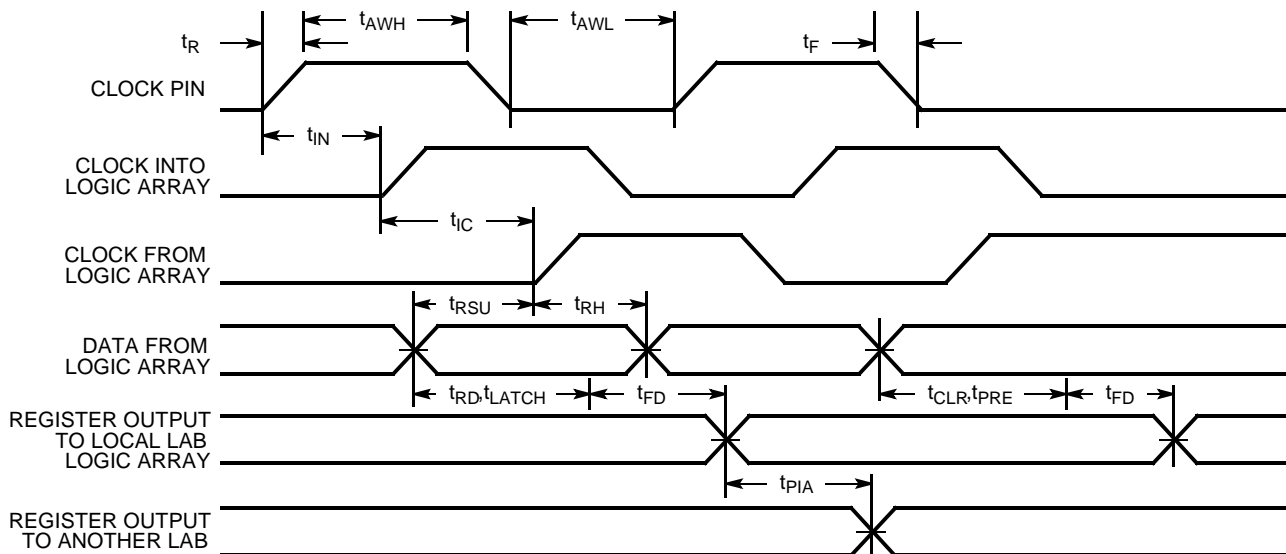 tAWH
tAWL
tR
tF
CLOCK PIN
tIN
CLOCK INTO
LOGIC ARRAY
tIC
CLOCK FROM
LOGIC ARRAY
tRSU
tRH
DATA FROM
LOGIC ARRAY
tRD,tLATCH
tFD
tCLR,tPRE
tFD
REGISTER OUTPUT
TO LOCAL LAB
LOGIC ARRAY
tPIA
REGISTER OUTPUT
TO ANOTHER LAB